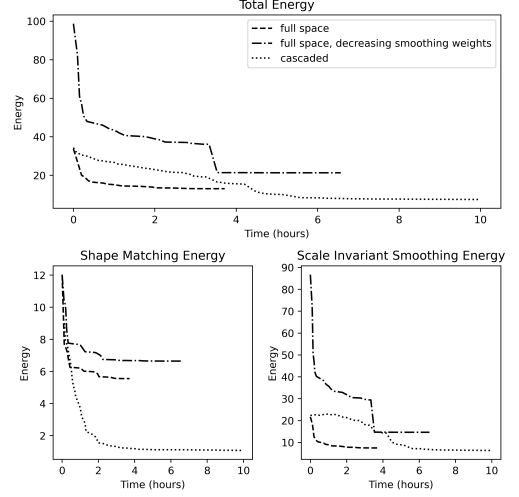 Total Energy
100
80
60
40
20
Energy
full space
full space, decreasing smoothing weights
cascaded
0 2 4 6 8 10
Time (hours)
Shape Matching Energy
12
10
8
6
4
2
Energy
0 2 4 6 8 10
Time (hours)
Scale Invariant Smoothing Energy
90
80
70
60
50
40
30
20
10
Energy
0 2 4 6 8 10
Time (hours)